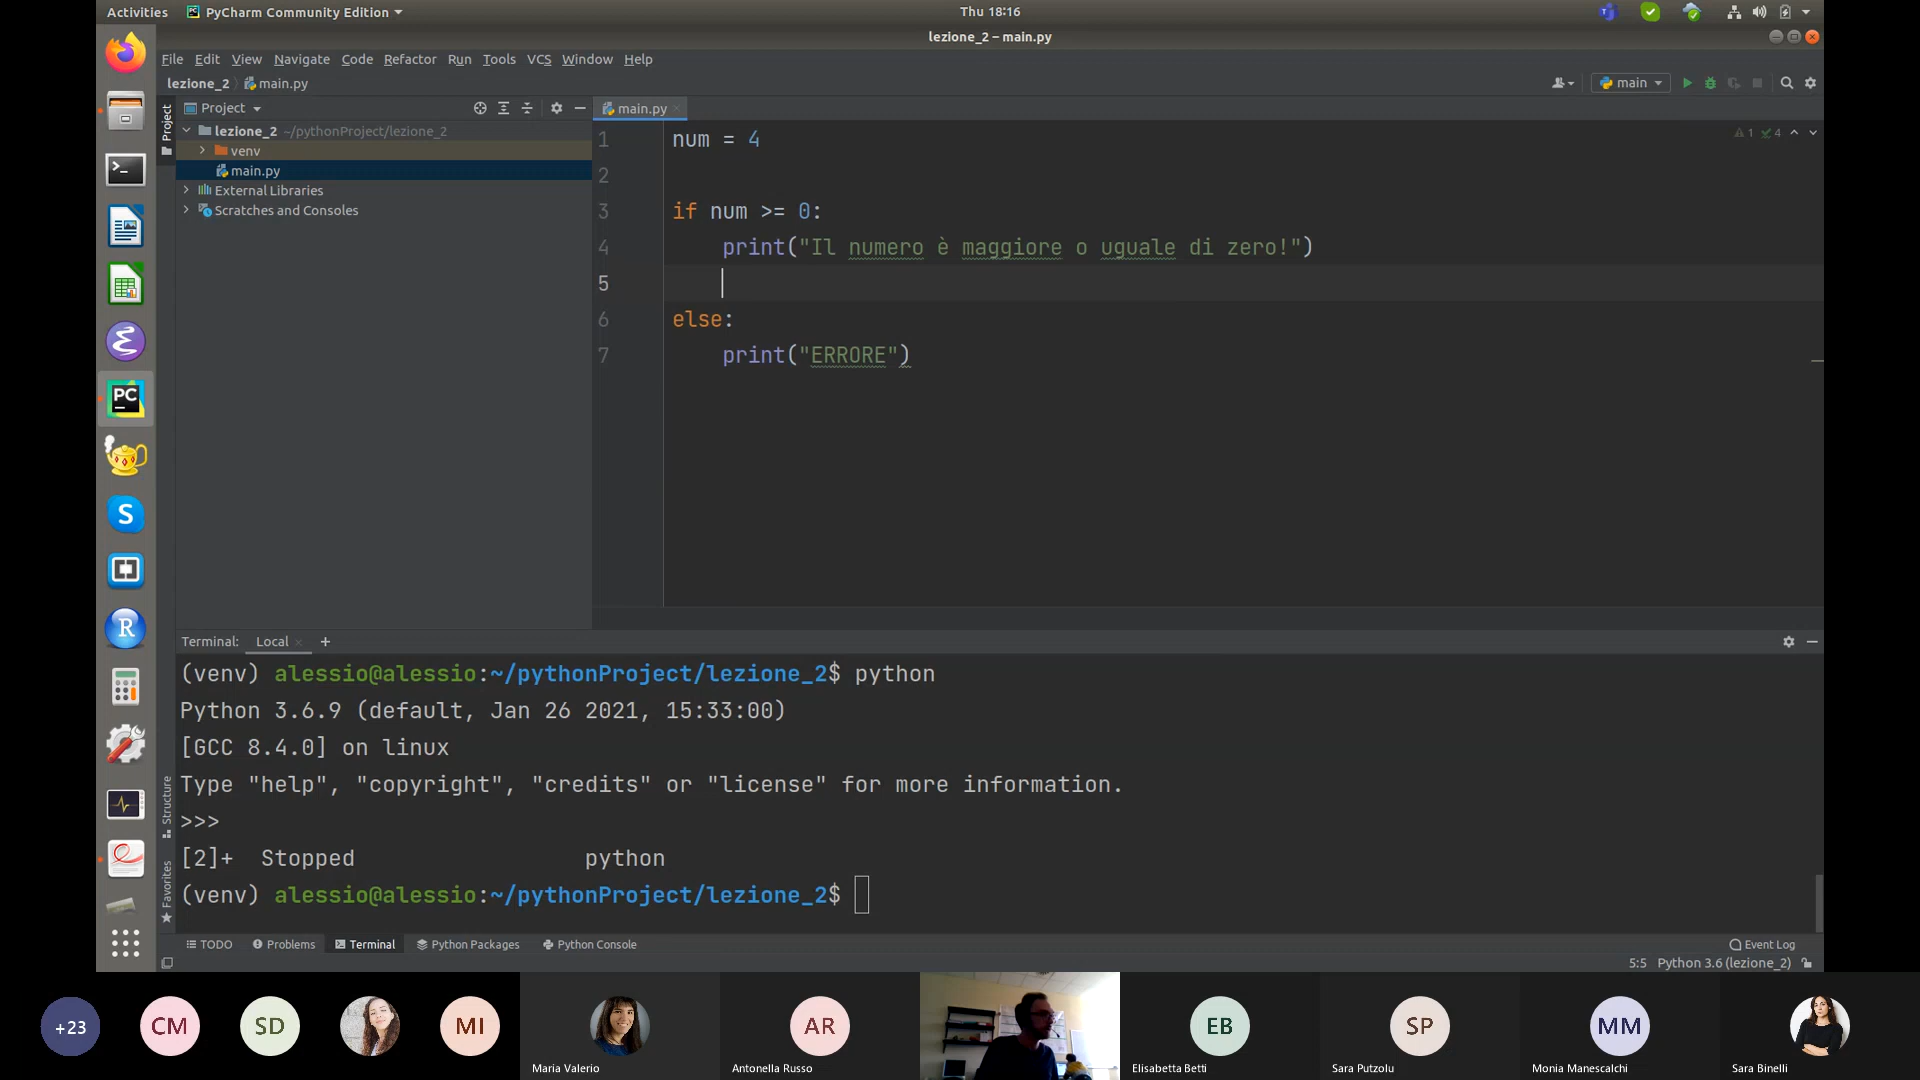 Activities PyCharm Community Edition Thu 18:16
lezione_2 – main.py
File Edit View Navigate Code Refactor Run Tools VCS Window Help
lezione_2 main.py main
Project main.py
Project
lezione_2 ~/pythonProject/lezione_2
venv
main.py
External Libraries
Scratches and Consoles
1 num = 4
2
3 if num >= 0:
4 print("Il numero è maggiore o uguale di zero!")
5
6 else:
7 print("ERRORE")
1 4
Terminal: Local +
(venv) alessio@alessio:~/pythonProject/lezione_2$ python
Python 3.6.9 (default, Jan 26 2021, 15:33:00)
[GCC 8.4.0] on linux
Type "help", "copyright", "credits" or "license" for more information.
>>>
[2]+ Stopped python
(venv) alessio@alessio:~/pythonProject/lezione_2$
Structure
Favorites
TODO Problems Terminal Python Packages Python Console Event Log
5:5 Python 3.6 (lezione_2)
+23 CM SD MI AR EB SP MM
Maria Valerio Antonella Russo Elisabetta Betti Sara Putzolu Monia Manescalchi Sara Binelli